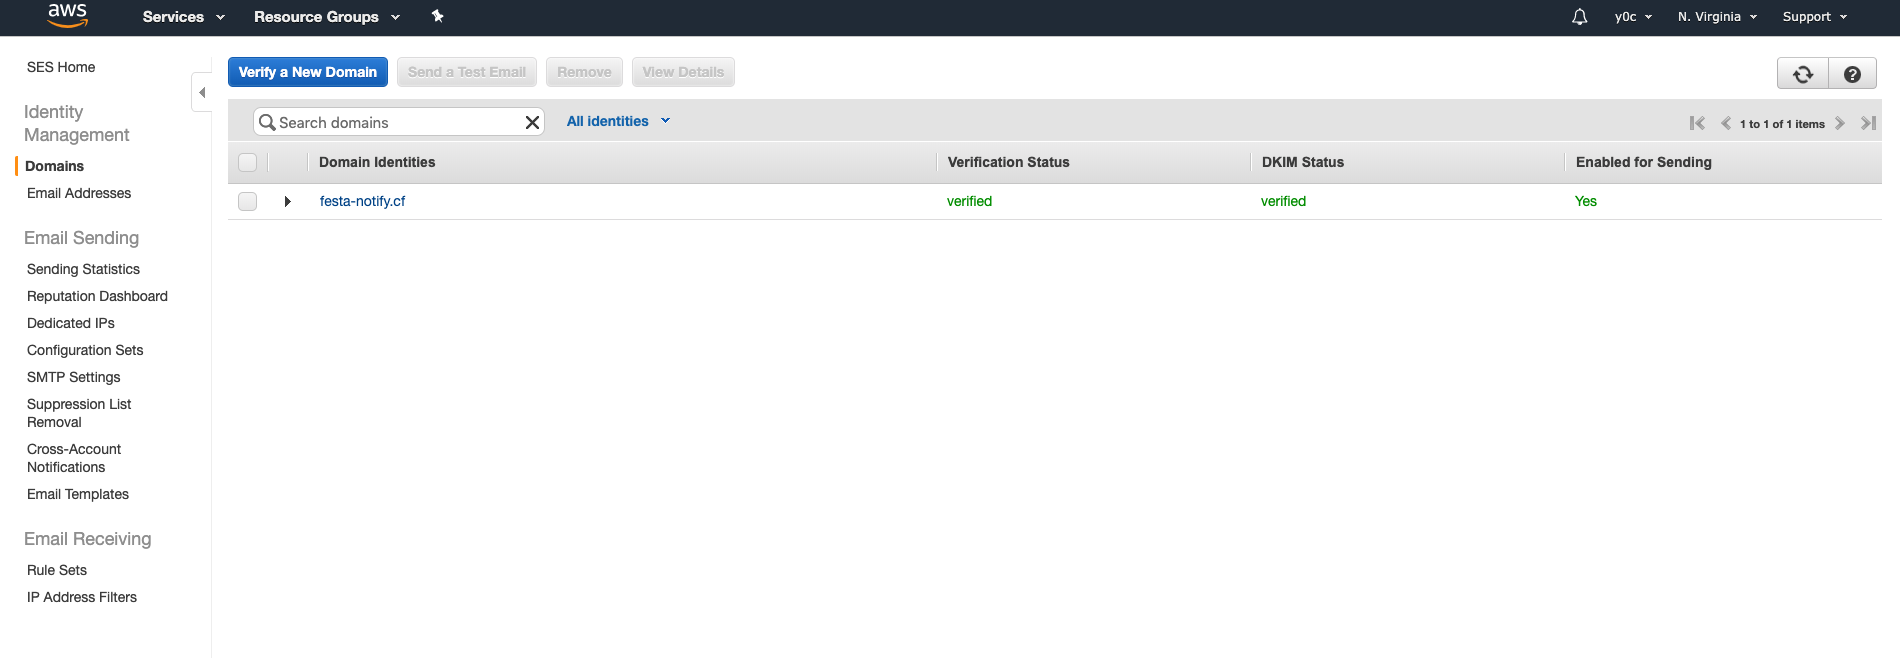 aws Services Resource Groups y0c N. Virginia Support
SES Home
Identity
Management
Domains
Email Addresses
Email Sending
Sending Statistics
Reputation Dashboard
Dedicated IPs
Configuration Sets
SMTP Settings
Suppression List
Removal
Cross-Account
Notifications
Email Templates
Email Receiving
Rule Sets
IP Address Filters
Verify a New Domain Send a Test Email Remove View Details
Search domains All identities 1 to 1 of 1 items
Domain Identities Verification Status DKIM Status Enabled for Sending
festa-notify.cf verified verified Yes